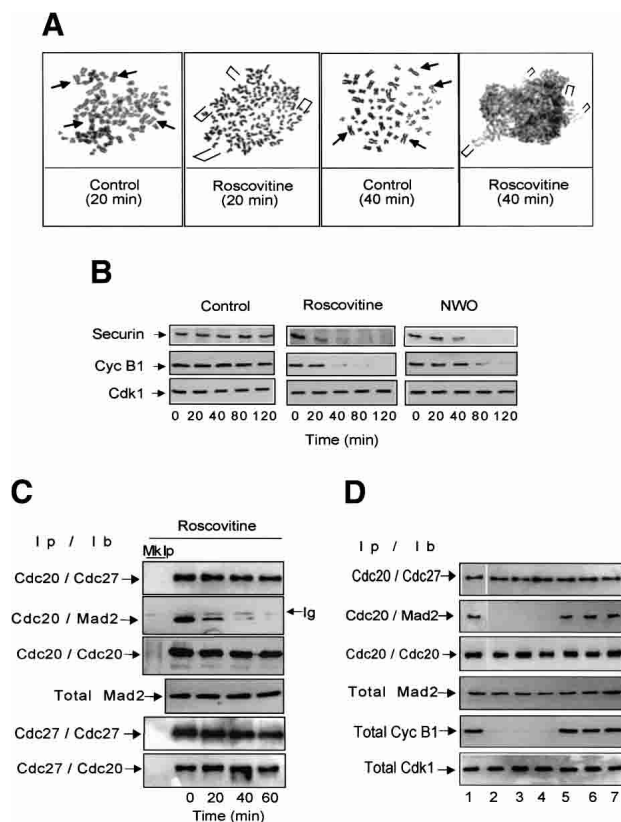 A
Control
(20 min)
Roscovitine
(20 min)
Control
(40 min)
Roscovitine
(40 min)
B
Control Roscovitine NWO
Securin
Cyc B1
Cdk1
0 20 40 80 120 0 20 40 80 120 0 20 40 80 120
Time (min)
C
Roscovitine
Ip / Ib
MkIp
Cdc20 / Cdc27
Cdc20 / Mad2
Ig
Cdc20 / Cdc20
Total Mad2
Cdc27 / Cdc27
Cdc27 / Cdc20
0 20 40 60
Time (min)
D
Ip / Ib
Cdc20 / Cdc27
Cdc20 / Mad2
Cdc20 / Cdc20
Total Mad2
Total Cyc B1
Total Cdk1
1 2 3 4 5 6 7